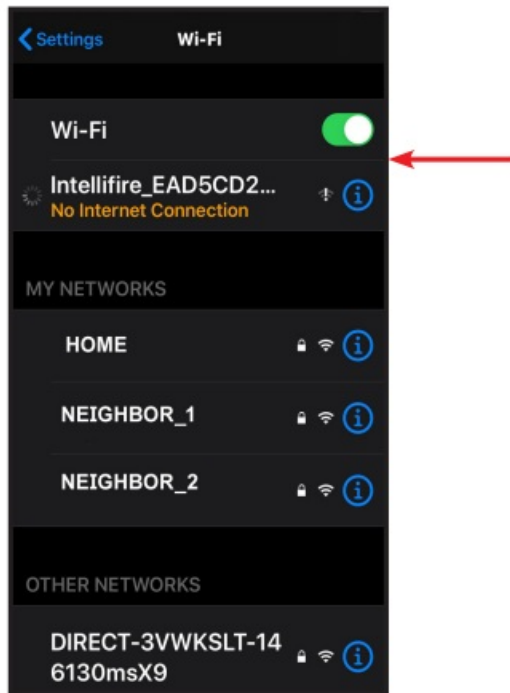 Settings Wi-Fi
Wi-Fi
Intellifire_EAD5CD2...
No Internet Connection
MY NETWORKS
HOME
NEIGHBOR_1
NEIGHBOR_2
OTHER NETWORKS
DIRECT-3VWKSLT-14
6130msX9